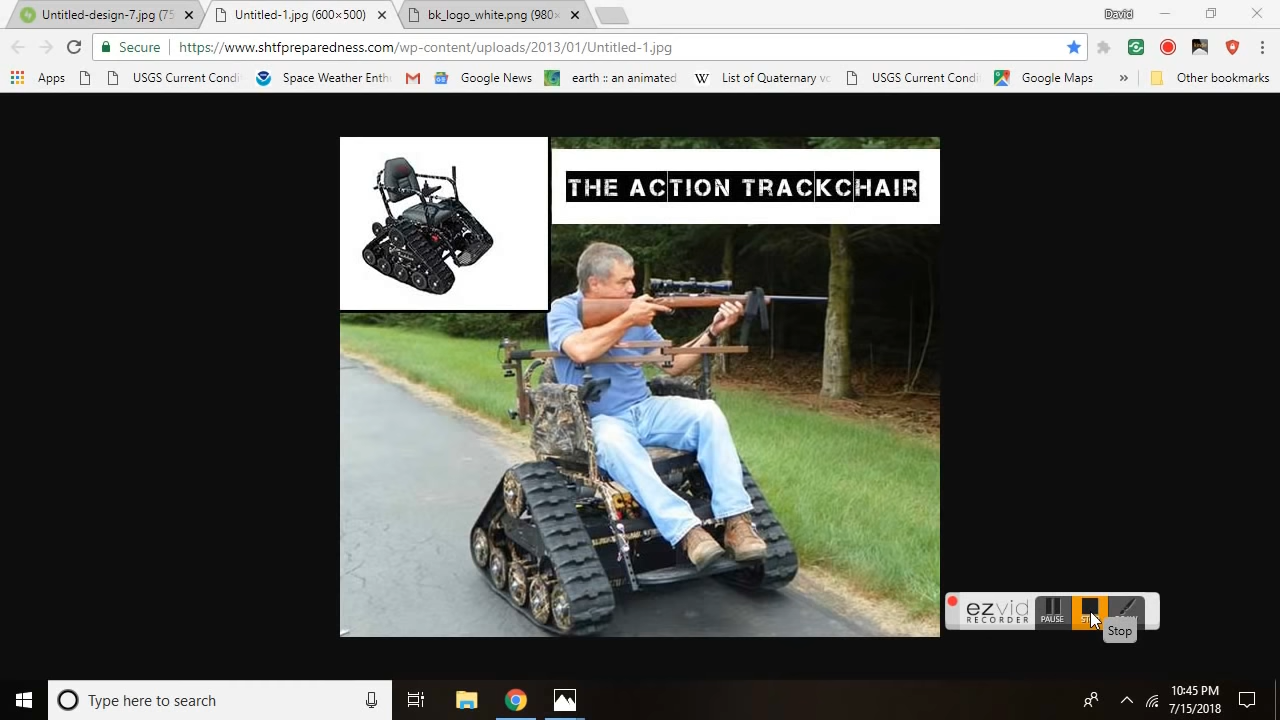 Untitled-design-7.jpg (75
Untitled-1.jpg (600×500)
bk_logo_white.png (980×
David
Secure
https://www.shtfpreparedness.com/wp-content/uploads/2013/01/Untitled-1.jpg
Apps
USGS Current Condi
Space Weather Enth
Google News
earth :: an animated
W
List of Quaternary vo
USGS Current Condi
Google Maps
»
Other bookmarks
THE ACTION TRACKCHAIR
ezvid
RECORDER
PAUSE
Stop
Type here to search
10:45 PM
7/15/2018